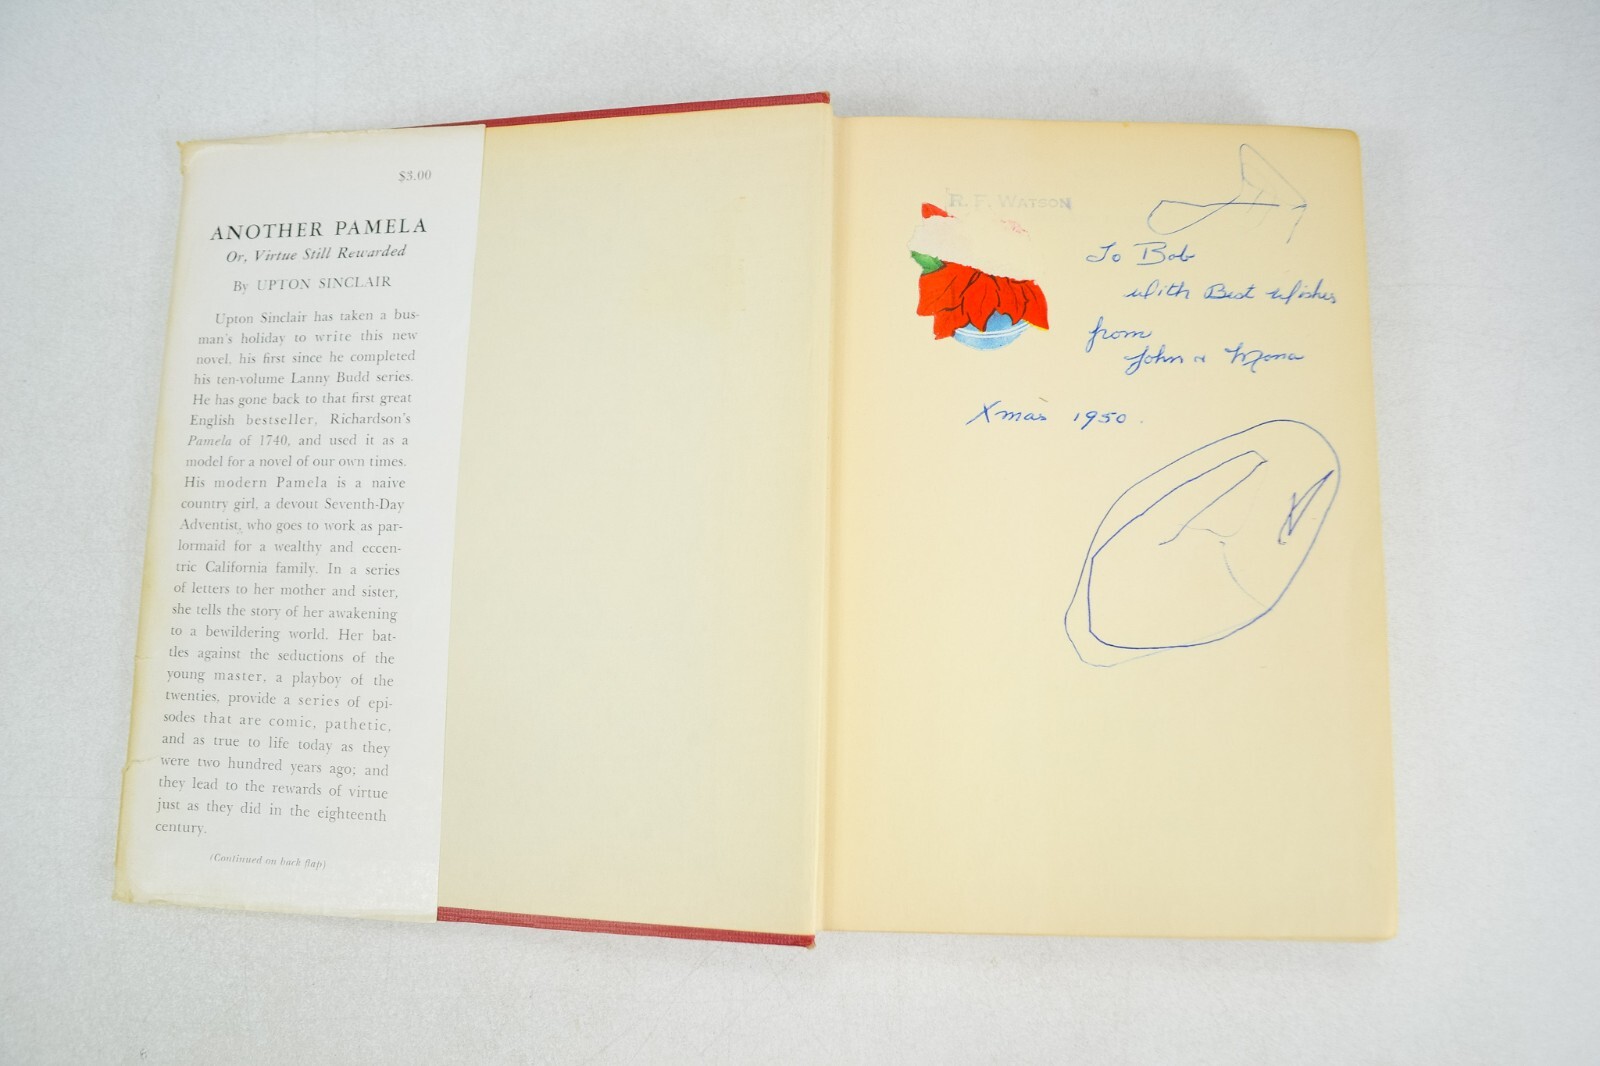 $3.00
ANOTHER PAMELA
Or, Virtue Still Rewarded
By UPTON SINCLAIR
Upton Sinclair has taken a bus-
man's holiday to write this new
novel, his first since he completed
his ten-volume Lanny Budd series.
He has gone back to that first great
English bestseller, Richardson's
Pamela of 1740, and used it as a
model for a novel of our own times.
His modern Pamela is a naive
country girl, a devout Seventh-Day
Adventist, who goes to work as par-
lormaid for a wealthy and eccen-
tric California family. In a series
of letters to her mother and sister,
she tells the story of her awakening
to a bewildering world. Her bat-
tles against the seductions of the
young master, a playboy of the
twenties, provide a series of epi-
sodes that are comic, pathetic,
and as true to life today as they
were two hundred years ago; and
they lead to the rewards of virtue
just as they did in the eighteenth
century.
(Continued on back flap)
R. F. WATSON
To Bob
with Best Wishes
from
John & Mona
Xmas 1950.